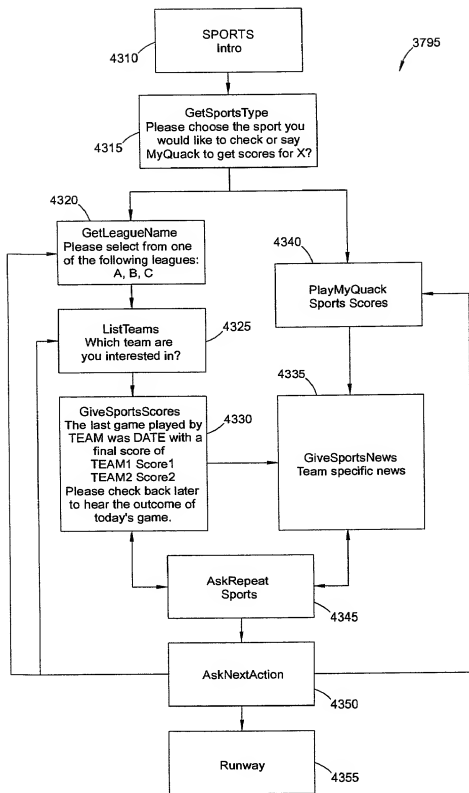 SPORTS
Intro
4310
3795
GetSportsType
Please choose the sport you
would like to check or say
MyQuack to get scores for X?
4315
4320
GetLeagueName
Please select from one
of the following leagues:
A, B, C
4340
PlayMyQuack
Sports Scores
ListTeams
Which team are
you interested in?
4325
4335
GiveSportsScores
The last game played by
TEAM was DATE with a
final score of
TEAM1 Score1
TEAM2 Score2
Please check back later
to hear the outcome of
today's game.
4330
GiveSportsNews
Team specific news
AskRepeat
Sports
4345
AskNextAction
4350
Runway
4355